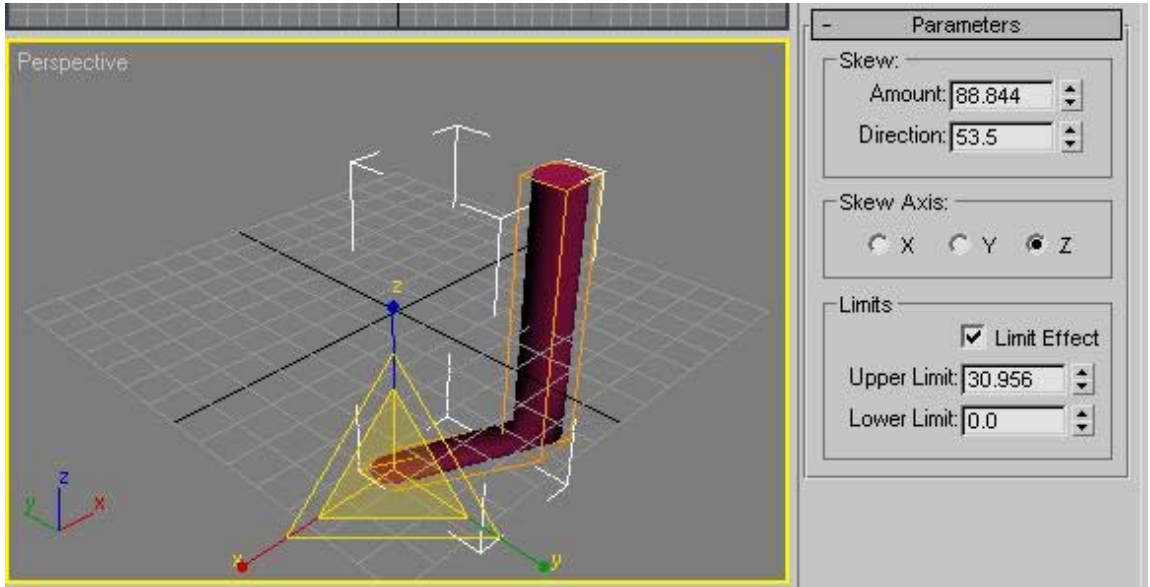 Perspective
z
x
y
z
y
x
- Parameters
Skew:
Amount: 88.844
Direction: 53.5
Skew Axis:
X Y Z
Limits
Limit Effect
Upper Limit: 30.956
Lower Limit: 0.0